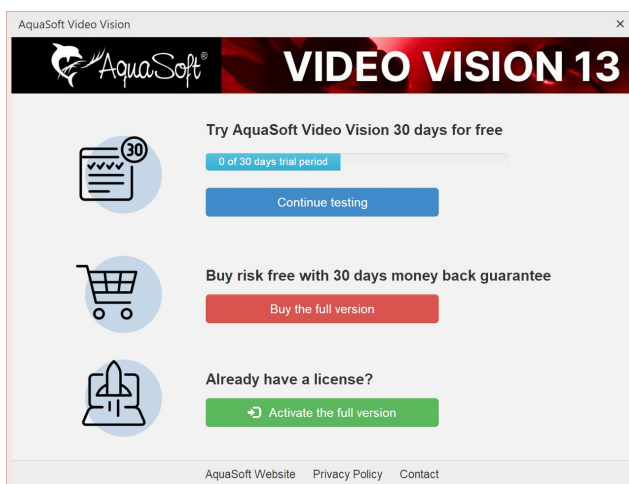 AquaSoft Video Vision
AquaSoft®
VIDEO VISION 13
30
Try AquaSoft Video Vision 30 days for free
0 of 30 days trial period
Continue testing
Buy risk free with 30 days money back guarantee
Buy the full version
Already have a license?
Activate the full version
AquaSoft Website Privacy Policy Contact